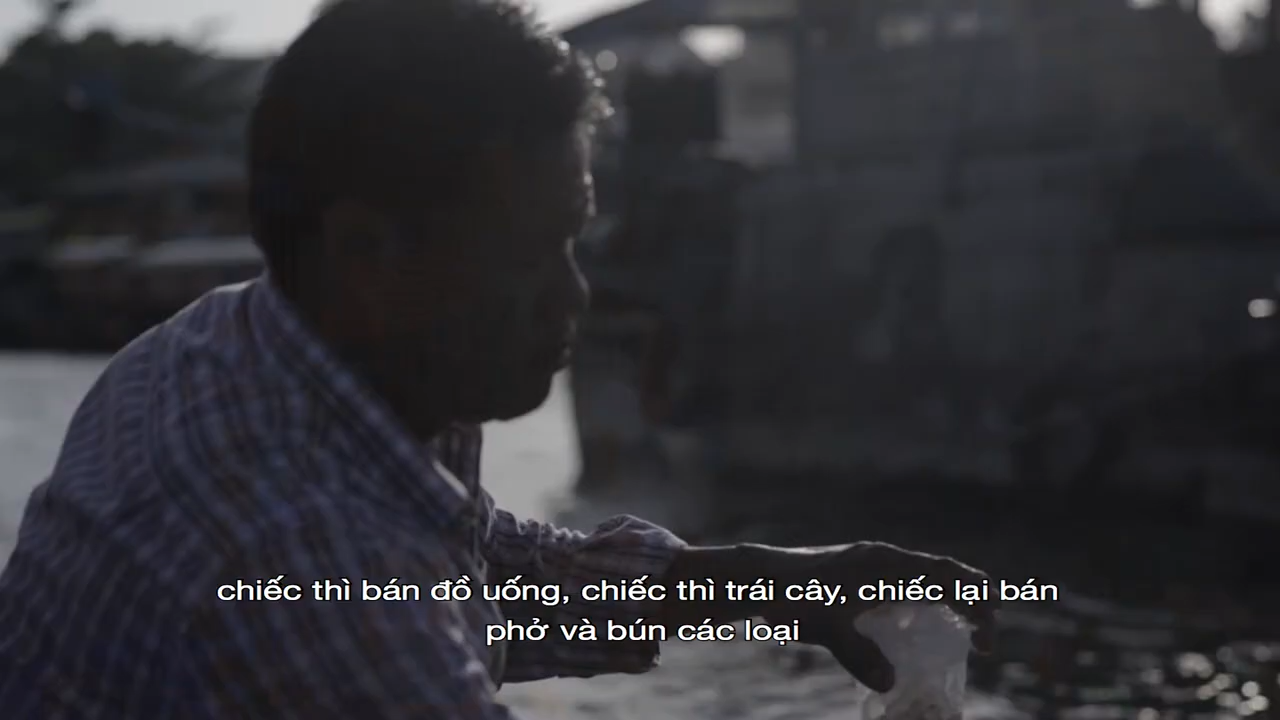 chiếc thì bán đồ uống, chiếc thì trái cây, chiếc lại bán
phở và bún các loại